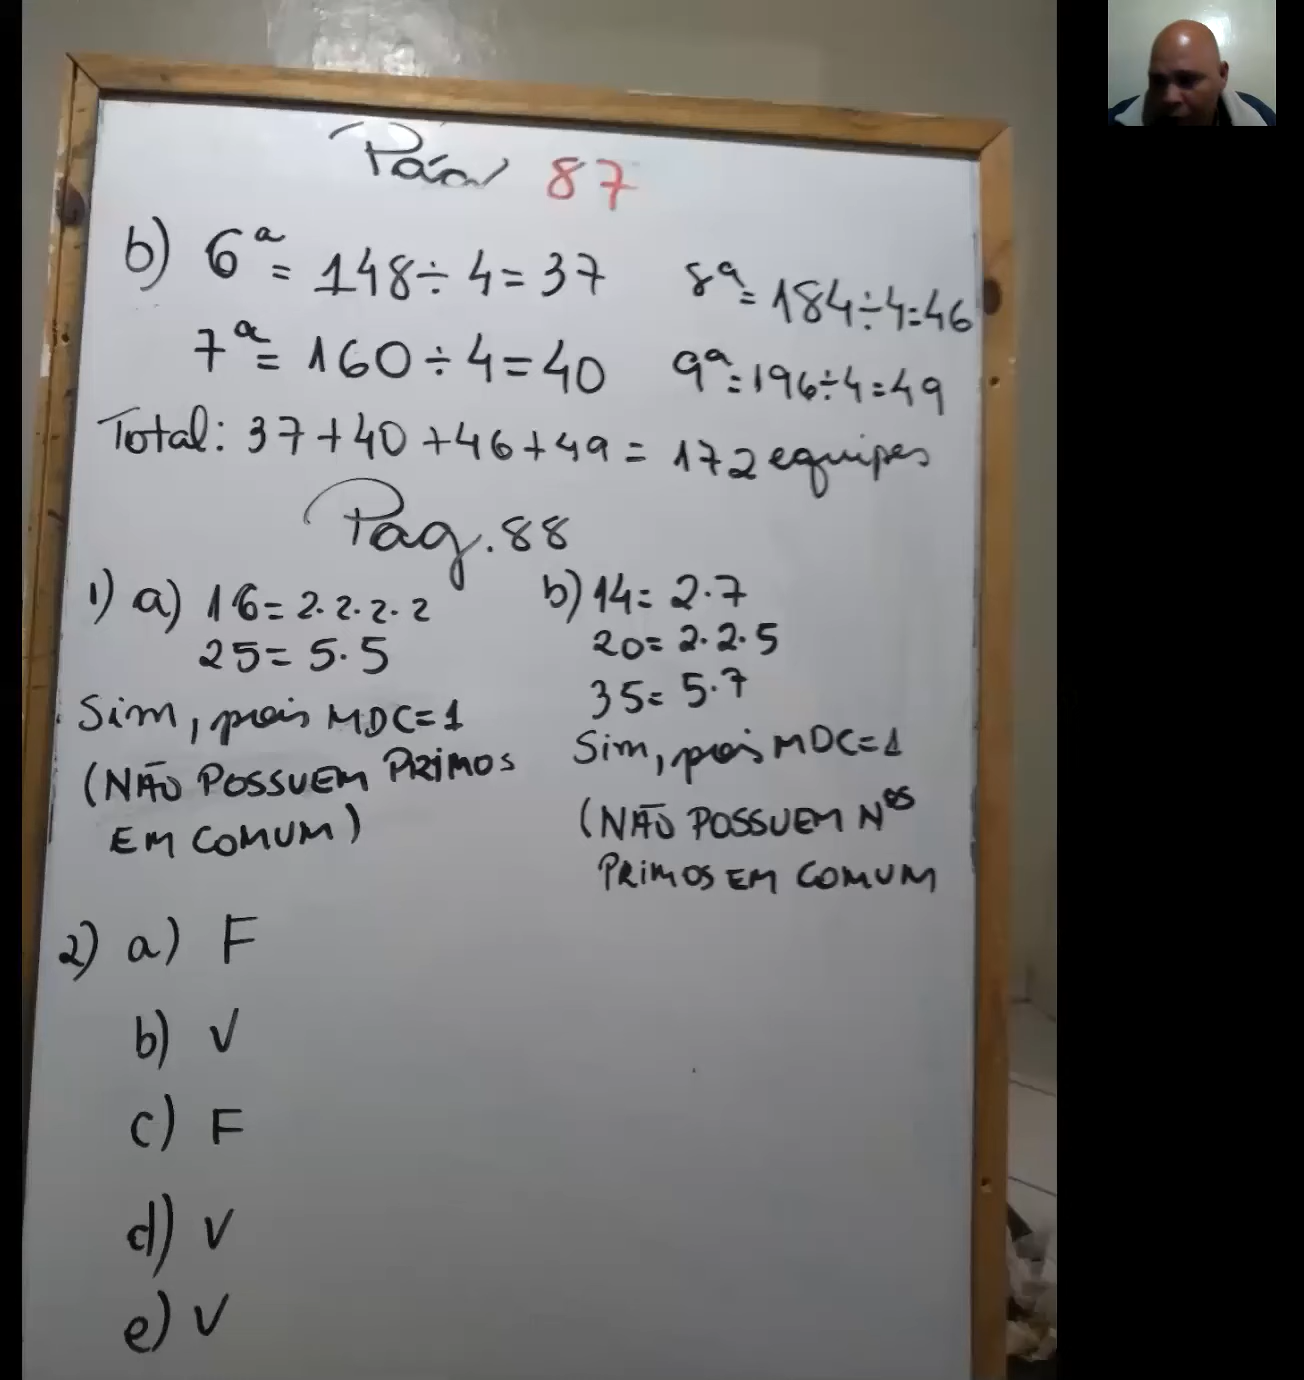 Pág 87
b) 6ª = 148 ÷ 4 = 37
8ª = 184 ÷ 4 = 46
7ª = 160 ÷ 4 = 40
9ª = 196 ÷ 4 = 49
Total: 37 + 40 + 46 + 49 = 172 equipes
Pag. 88
1) a) 16 = 2. 2. 2. 2
25 = 5. 5
Sim, pois MDC = 1
(NÃO POSSUEM PRIMOS
EM COMUM)
b) 14 = 2.7
20 = 2. 2. 5
35 = 5.7
Sim, pois MDC = 1
(NÃO POSSUEM Nºs
PRIMOS EM COMUM
2) a) F
b) V
c) F
d) V
e) V